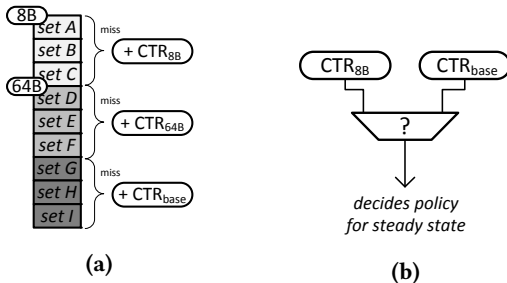 8B
set A
set B
set C
miss
+ CTR8B
64B
set D
set E
set F
miss
+ CTR64B
set G
set H
set I
miss
+ CTRbase
(a)
CTR8B
CTRbase
?
decides policy
for steady state
(b)